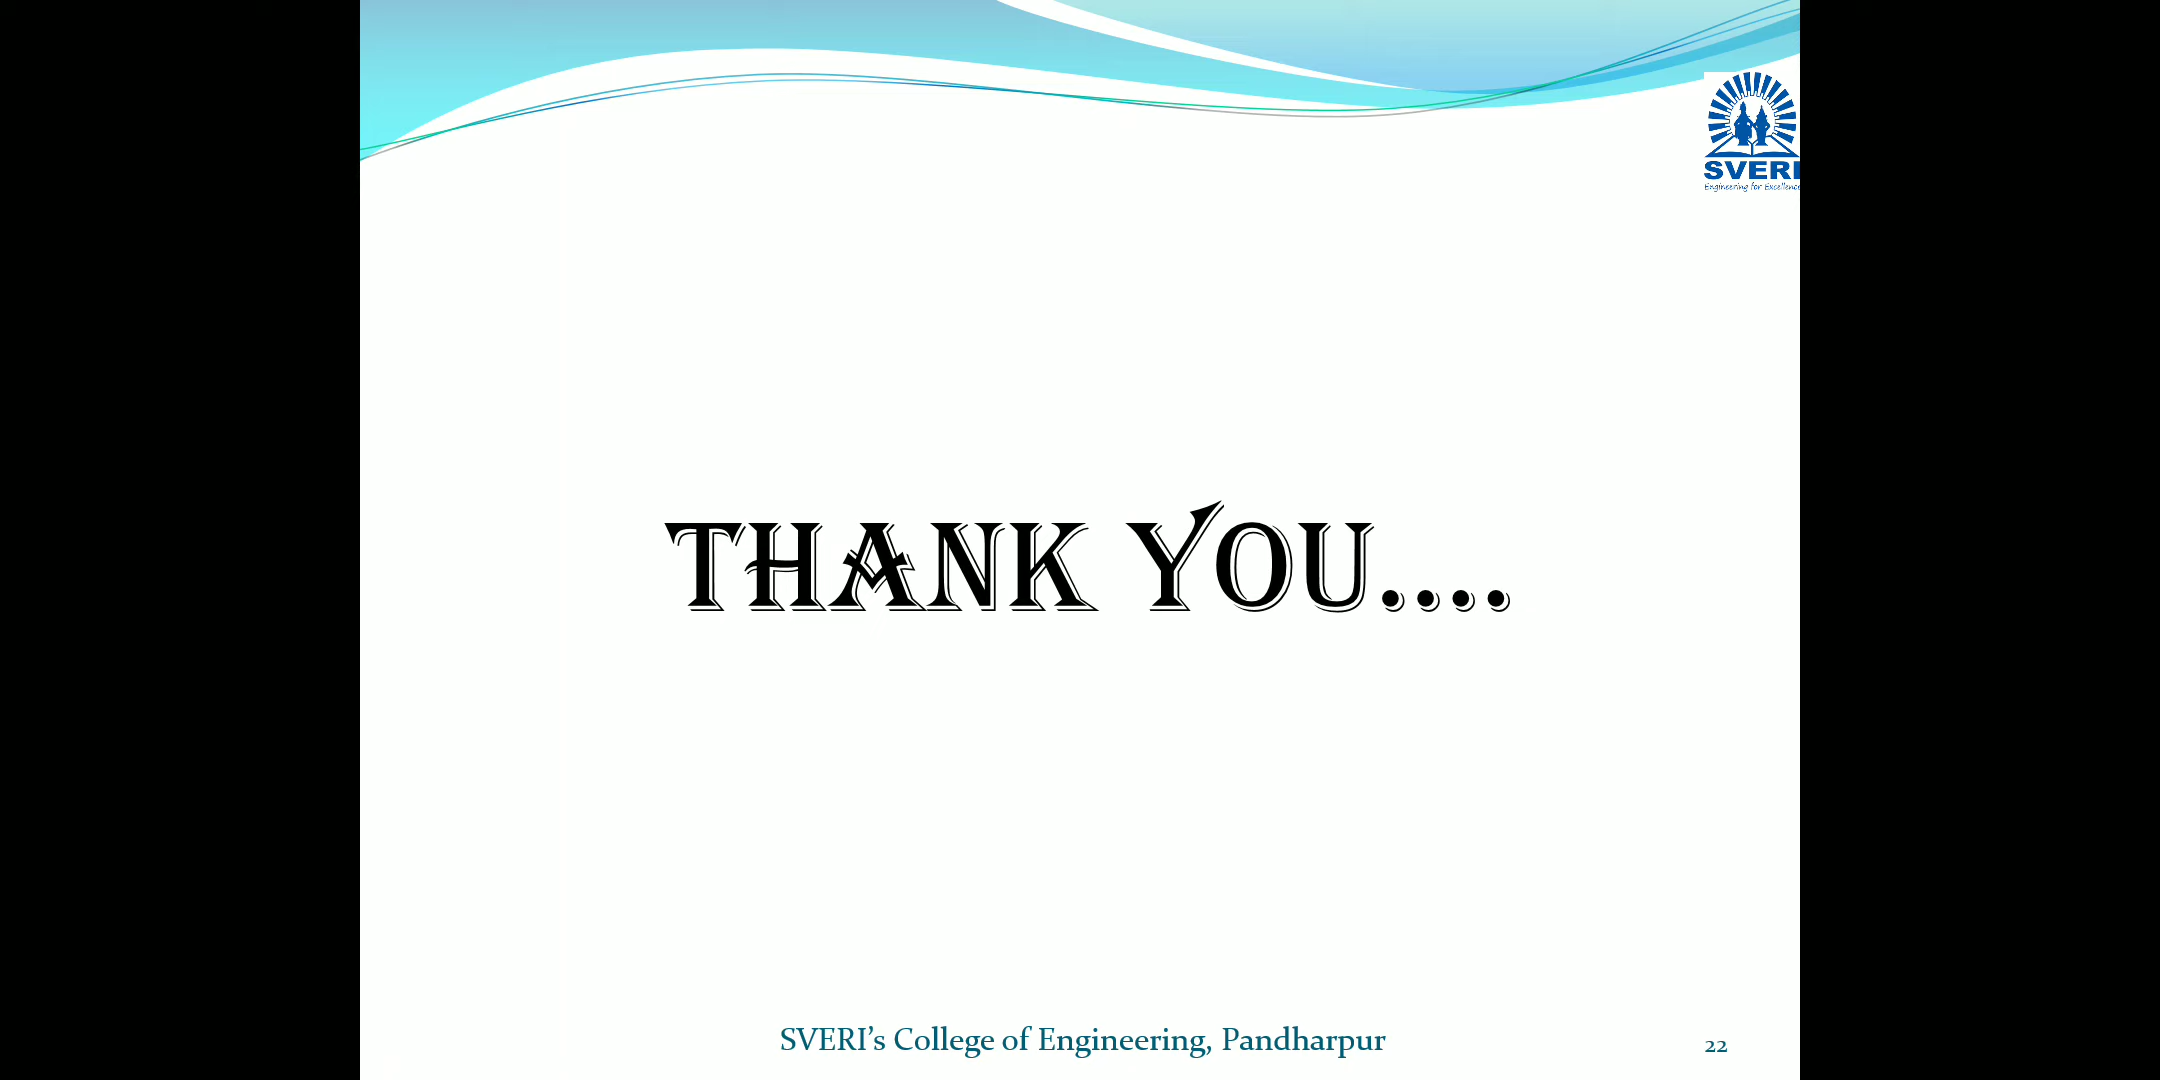 SVERI
Engineering for Excellence
THANK YOU....
SVERI’s College of Engineering, Pandharpur
22